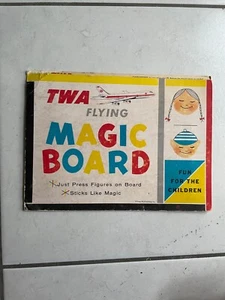 TWA
FLYING
MAGIC
BOARD
Just Press Figures on Board
Sticks Like Magic
FUN
FOR THE
CHILDREN